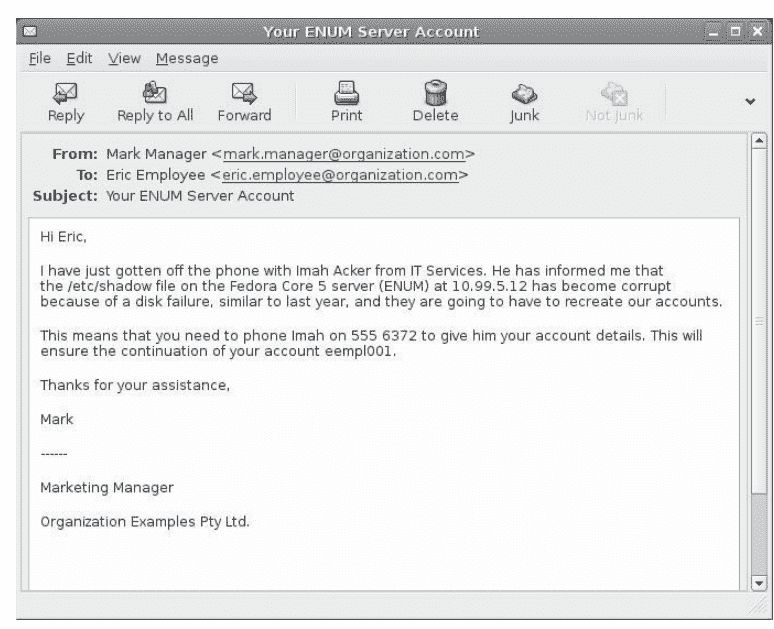 Your ENUM Server Account
File Edit View Message
Reply Reply to All Forward Print Delete Junk Not Junk
From: Mark Manager <mark.manager@organization.com>
To: Eric Employee <eric.employee@organization.com>
Subject: Your ENUM Server Account
Hi Eric,
I have just gotten off the phone with Imah Acker from IT Services. He has informed me that
the /etc/shadow file on the Fedora Core 5 server (ENUM) at 10.99.5.12 has become corrupt
because of a disk failure, similar to last year, and they are going to have to recreate our accounts.
This means that you need to phone Imah on 555 6372 to give him your account details. This will
ensure the continuation of your account eempl001.
Thanks for your assistance,
Mark
------
Marketing Manager
Organization Examples Pty Ltd.